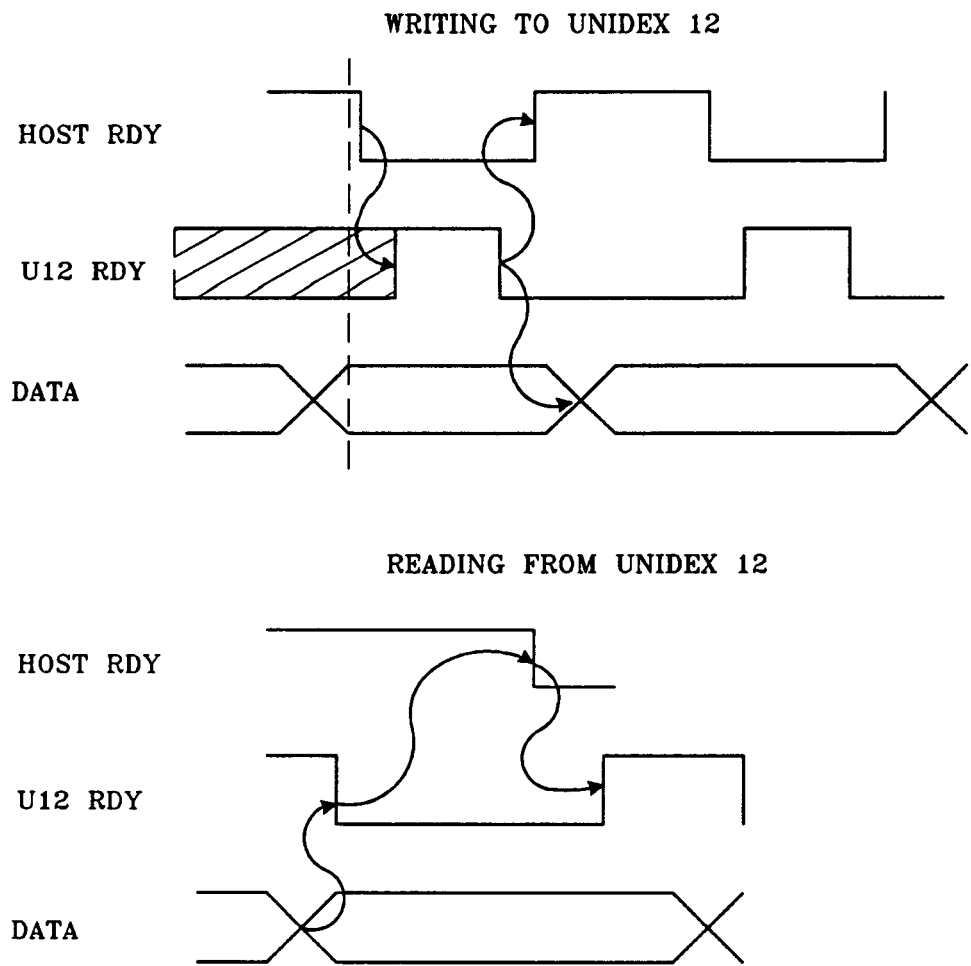 WRITING TO UNIDEX 12
HOST RDY
U12 RDY
DATA
READING FROM UNIDEX 12
HOST RDY
U12 RDY
DATA